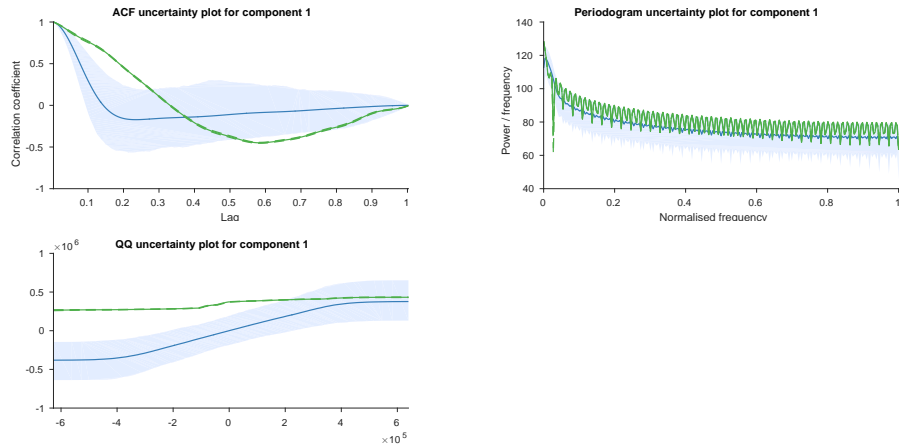 ACF uncertainty plot for component 1
Correlation coefficient
1
0.5
0
-0.5
-1
0.1 0.2 0.3 0.4 0.5 0.6 0.7 0.8 0.9 1
Lag
Periodogram uncertainty plot for component 1
Power / frequency
140
120
100
80
60
40
0 0.2 0.4 0.6 0.8 1
Normalised frequency
QQ uncertainty plot for component 1
×10^6
1
0.5
0
-0.5
-1
-6 -4 -2 0 2 4 6
×10^5